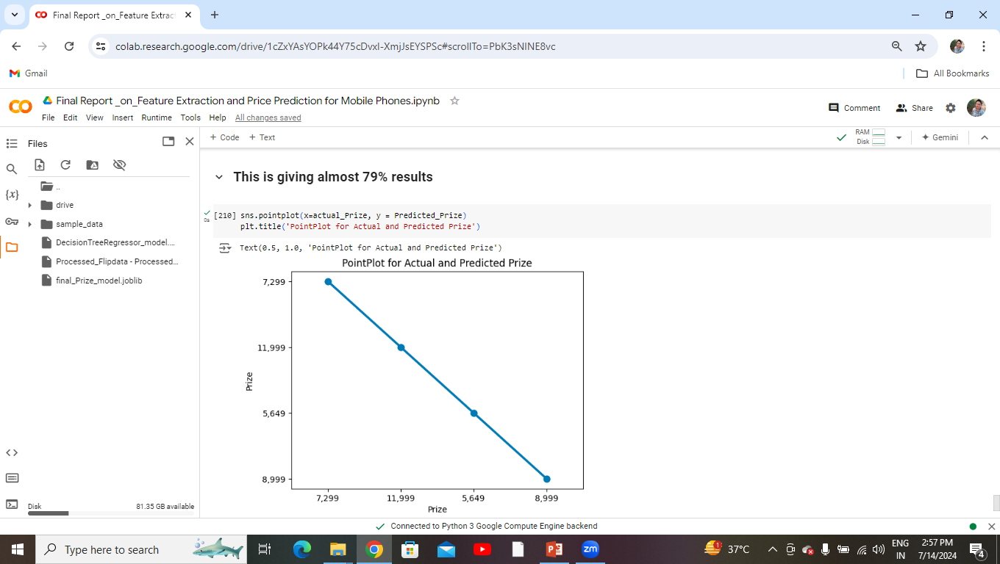 Final Report _on_Feature Extrac
colab.research.google.com/drive/1cZxYAsYOPk44Y75cDvxI-XmjJsEYSPSc#scrollTo=PbK3sNINE8vc
Gmail
All Bookmarks
Final Report _on_Feature Extraction and Price Prediction for Mobile Phones.ipynb
File Edit View Insert Runtime Tools Help All changes saved
Comment Share
Files
+ Code + Text
RAM
Disk
Gemini
..
drive
sample_data
DecisionTreeRegressor_model....
Processed_Flipdata - Processed...
final_Prize_model.joblib
This is giving almost 79% results
[210] sns.pointplot(x=actual_Prize, y = Predicted_Prize)
0s
plt.title('PointPlot for Actual and Predicted Prize')
Text(0.5, 1.0, 'PointPlot for Actual and Predicted Prize')
PointPlot for Actual and Predicted Prize
7,299
11,999
5,649
8,999
Prize
7,299 11,999 5,649 8,999
Prize
{x}
Disk 81.35 GB available
Connected to Python 3 Google Compute Engine backend
Type here to search
zm
1
37°C
ENG
IN
2:57 PM
7/14/2024
4